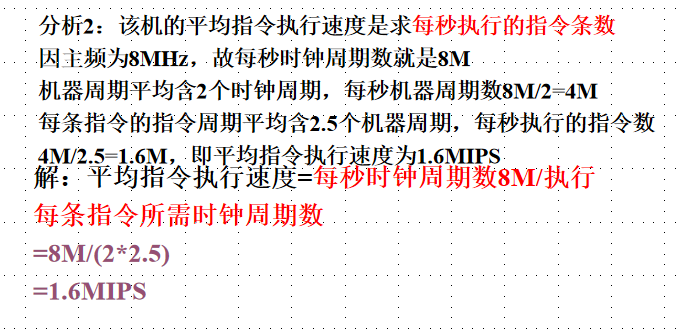 分析2：该机的平均指令执行速度是求每秒执行的指令条数
因主频为8MHz，故每秒时钟周期数就是8M
机器周期平均含2个时钟周期，每秒机器周期数8M/2=4M
每条指令的指令周期平均含2.5个机器周期，每秒执行的指令数
4M/2.5=1.6M，即平均指令执行速度为1.6MIPS
解：平均指令执行速度=每秒时钟周期数8M/执行
每条指令所需时钟周期数
=8M/(2*2.5)
=1.6MIPS